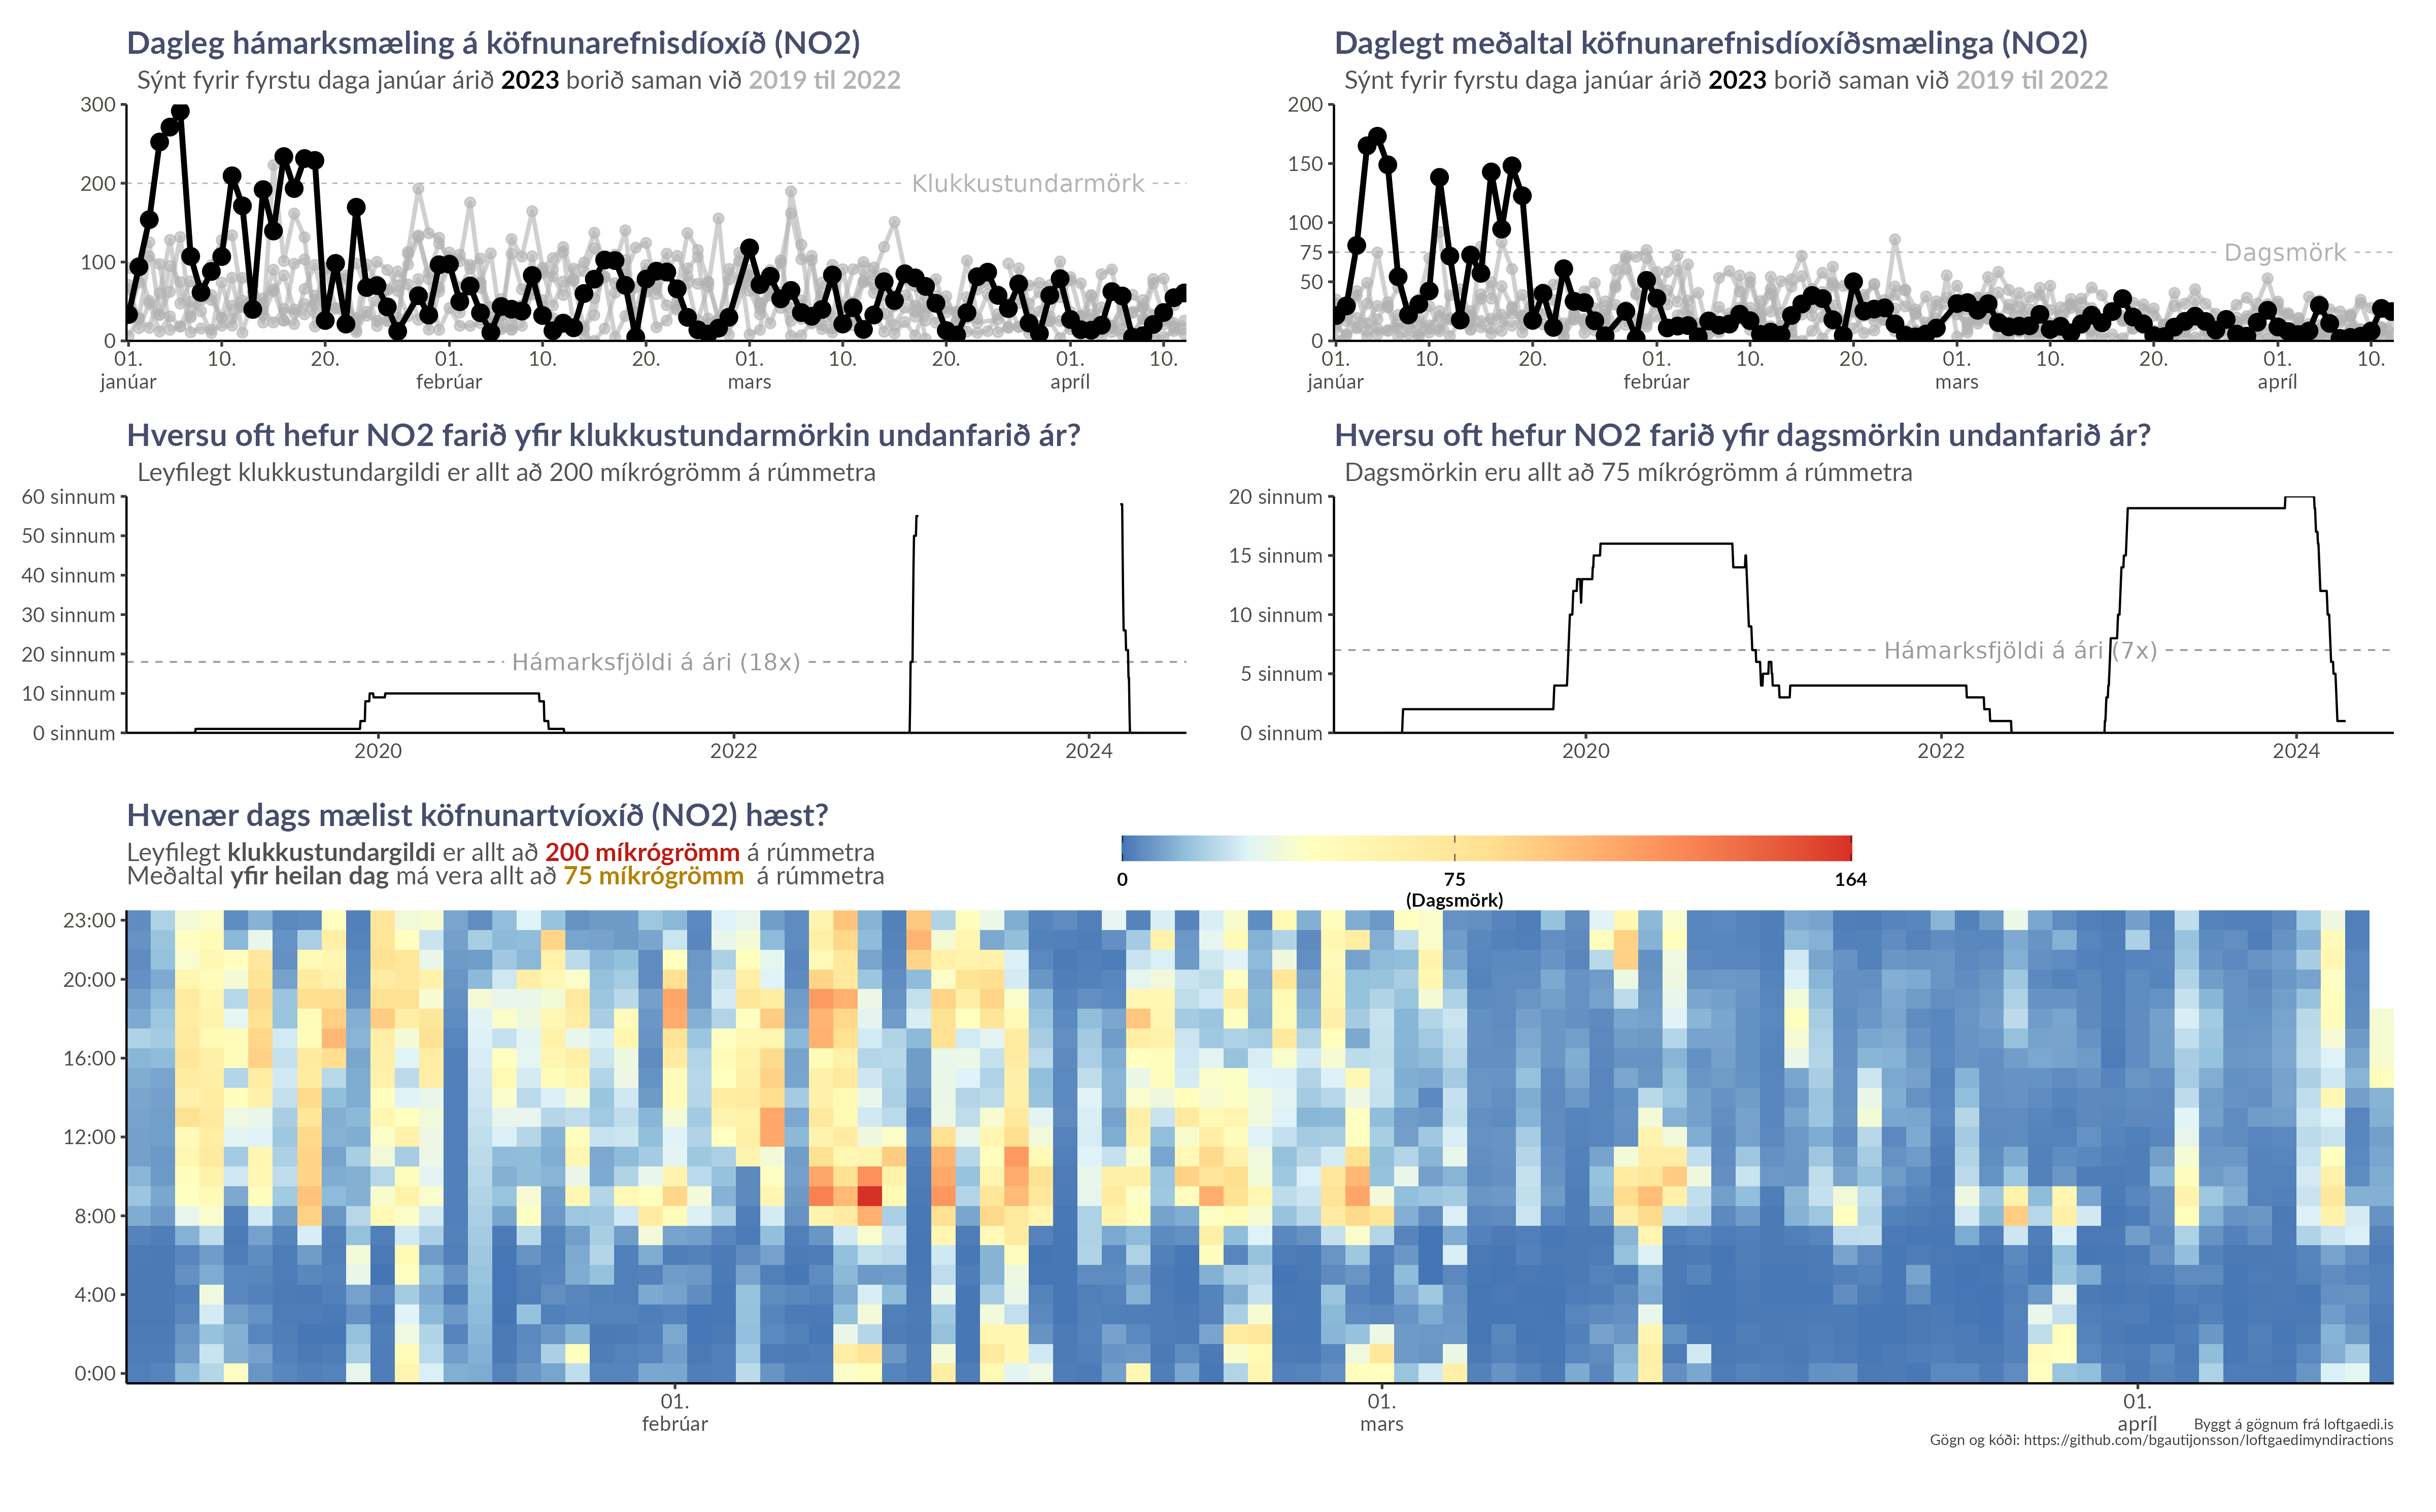 Dagleg hámarksmæling á köfnunarefnisdíoxíð (NO2)
Sýnt fyrir fyrstu daga janúar árið 2023 borið saman við 2019 til 2022
300
200
100
0
Klukkustundarmörk
01. 10. 20. 01. 10. 20. 01. 10. 20. 01. 10.
janúar febrúar mars apríl
Daglegt meðaltal köfnunarefnisdíoxíðsmælinga (NO2)
Sýnt fyrir fyrstu daga janúar árið 2023 borið saman við 2019 til 2022
200
150
100
75
50
0
Dagsmörk
01. 10. 20. 01. 10. 20. 01. 10. 20. 01. 10.
janúar febrúar mars apríl
Hversu oft hefur NO2 farið yfir klukkustundarmörkin undanfarið ár?
Leyfilegt klukkustundargildi er allt að 200 míkrógrömm á rúmmetra
60 sinnum
50 sinnum
40 sinnum
30 sinnum
20 sinnum
10 sinnum
0 sinnum
Hámarksfjöldi á ári (18x)
2020 2022 2024
Hversu oft hefur NO2 farið yfir dagsmörkin undanfarið ár?
Dagsmörkin eru allt að 75 míkrógrömm á rúmmetra
20 sinnum
15 sinnum
10 sinnum
5 sinnum
0 sinnum
Hámarksfjöldi á ári (7x)
2020 2022 2024
Hvenær dags mælist köfnunartvíoxíð (NO2) hæst?
Leyfilegt klukkustundargildi er allt að 200 míkrógrömm á rúmmetra
Meðaltal yfir heilan dag má vera allt að 75 míkrógrömm á rúmmetra
0 75 164
(Dagsmörk)
23:00
20:00
16:00
12:00
8:00
4:00
0:00
01. 01. 01.
febrúar mars apríl
Byggt á gögnum frá loftgaedi.is
Gögn og kóði: https://github.com/bgautijonsson/loftgaedimyndiractions